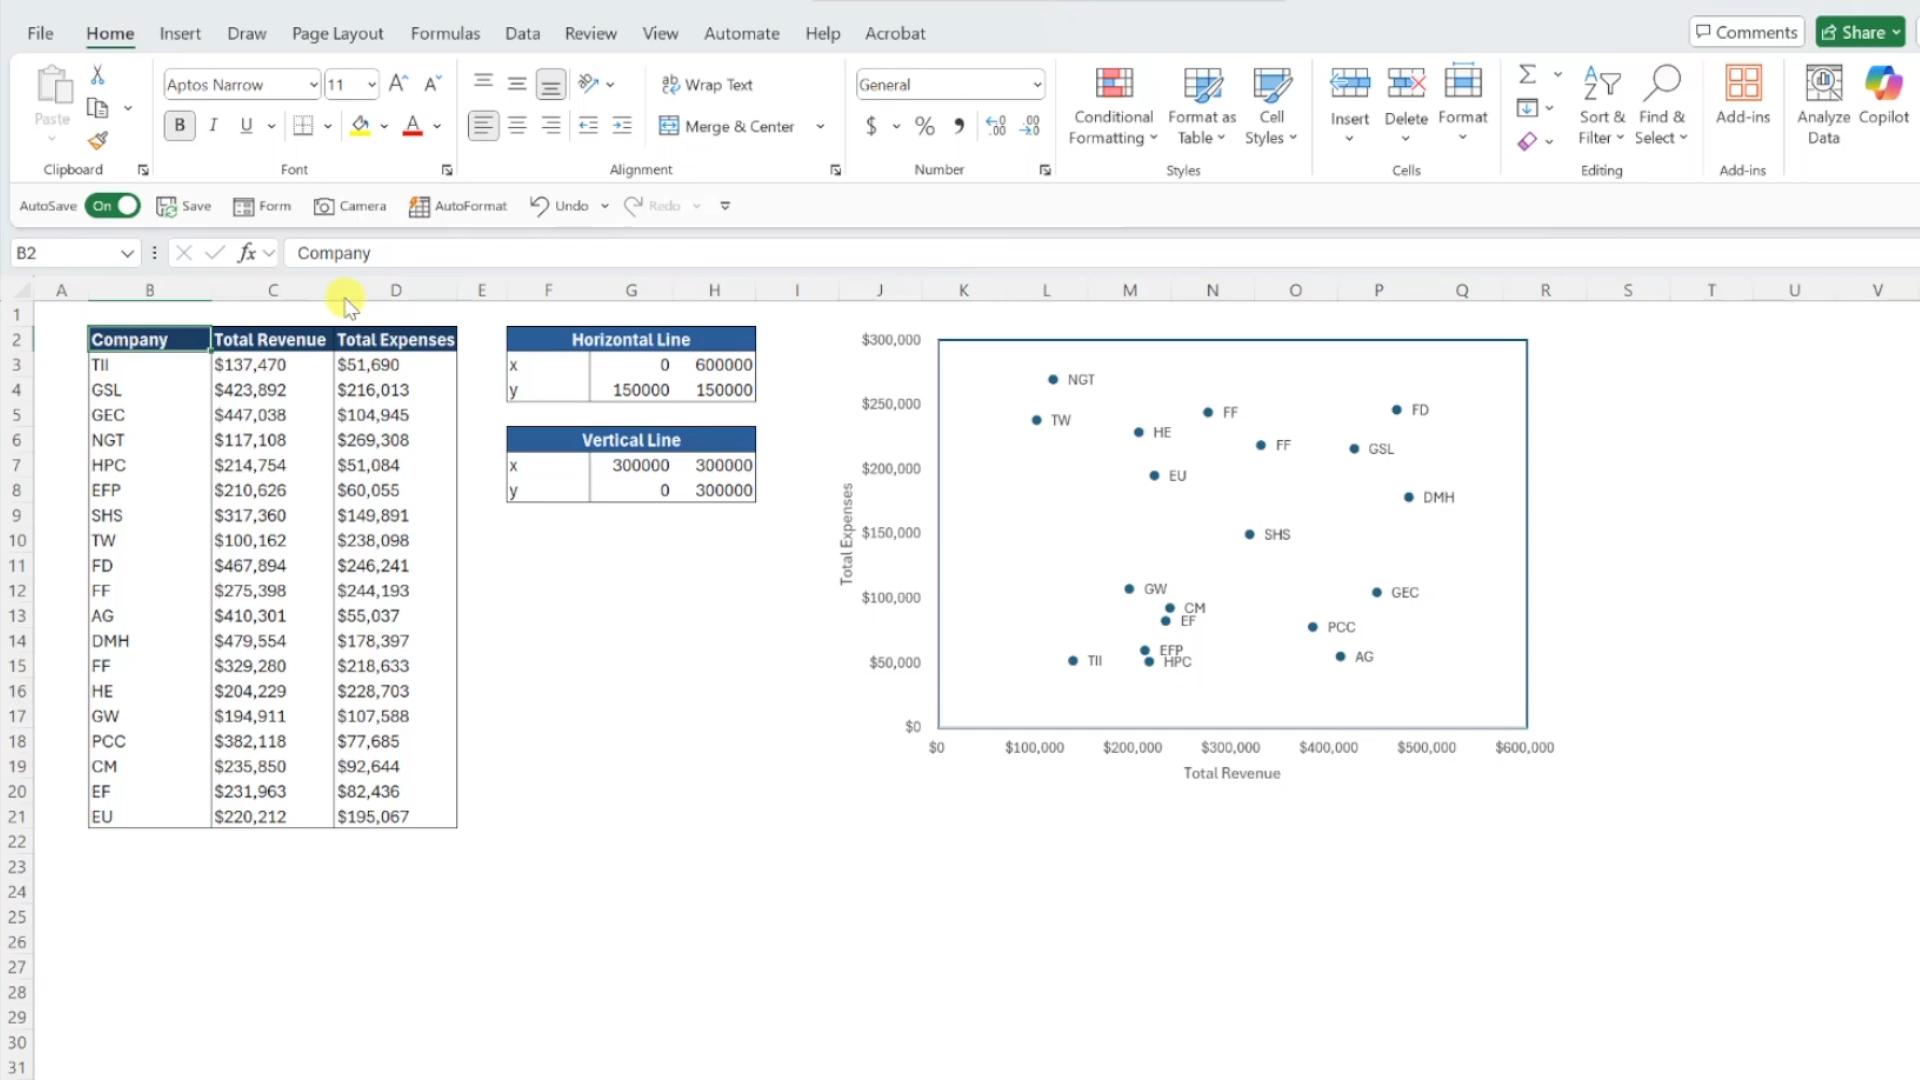 File Home Insert Draw Page Layout Formulas Data Review View Automate Help Acrobat Comments Share
Paste
Clipboard
Aptos Narrow 11
B I U
Font
Wrap Text
Merge & Center
Alignment
General
$ % 9
Number
Conditional Formatting
Format as Table
Cell Styles
Styles
Insert
Delete
Format
Cells
Sort & Filter
Find & Select
Editing
Add-ins
Add-ins
Analyze Data
Copilot
AutoSave On Save Form Camera AutoFormat Undo Redo
B2 fx Company
A B C D E F G H I J K L M N O P Q R S T U V
1
2 Company Total Revenue Total Expenses
3 TII $137,470 $51,690
4 GSL $423,892 $216,013
5 GEC $447,038 $104,945
6 NGT $117,108 $269,308
7 HPC $214,754 $51,084
8 EFP $210,626 $60,055
9 SHS $317,360 $149,891
10 TW $100,162 $238,098
11 FD $467,894 $246,241
12 FF $275,398 $244,193
13 AG $410,301 $55,037
14 DMH $479,554 $178,397
15 FF $329,280 $218,633
16 HE $204,229 $228,703
17 GW $194,911 $107,588
18 PCC $382,118 $77,685
19 CM $235,850 $92,644
20 EF $231,963 $82,436
21 EU $220,212 $195,067
22
23
24
25
26
27
28
29
30
31
Horizontal Line
x 0 600000
y 150000 150000
Vertical Line
x 300000 300000
y 0 300000
$300,000
$250,000
$200,000
$150,000
$100,000
$50,000
$0
Total Expenses
NGT
FD
FF
TW
HE
FF
GSL
EU
DMH
SHS
GW
GEC
CM
EF
PCC
EFP
AG
TII
HPC
$0 $100,000 $200,000 $300,000 $400,000 $500,000 $600,000
Total Revenue